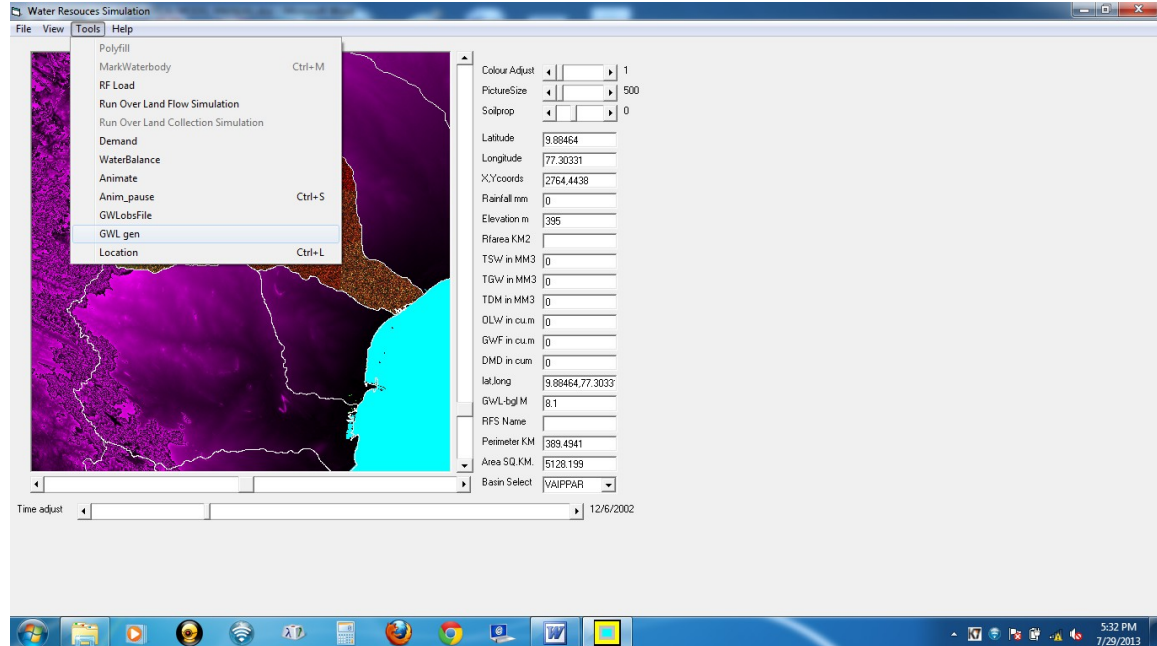 Water Resouces Simulation
File View Tools Help
Polyfill
MarkWaterbody Ctrl+M
RF Load
Run Over Land Flow Simulation
Run Over Land Collection Simulation
Demand
WaterBalance
Animate
Anim_pause Ctrl+S
GWLobsFile
GWL gen
Location Ctrl+L
Colour Adjust 1
PictureSize 500
Soilprop 0
Latitude 9.88464
Longitude 77.30331
X,Ycoords 2764,4438
Rainfall mm 0
Elevation m 395
Rfarea KM2
TSW in MM3 0
TGW in MM3 0
TDM in MM3 0
OLW in cu.m 0
GWF in cu.m 0
DMD in cum 0
lat,long 9.88464,77.3033
GWL-bgl M 8.1
RFS Name
Perimeter KM 389.4941
Area SQ.KM. 5128.199
Basin Select VAIPPAR
Time adjust 12/6/2002
5:32 PM
7/29/2013